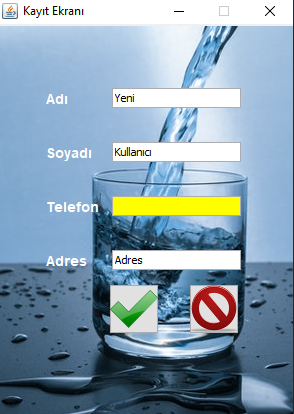 Kayıt Ekranı
Adı Yeni
Soyadı Kullanıcı
Telefon
Adres Adres